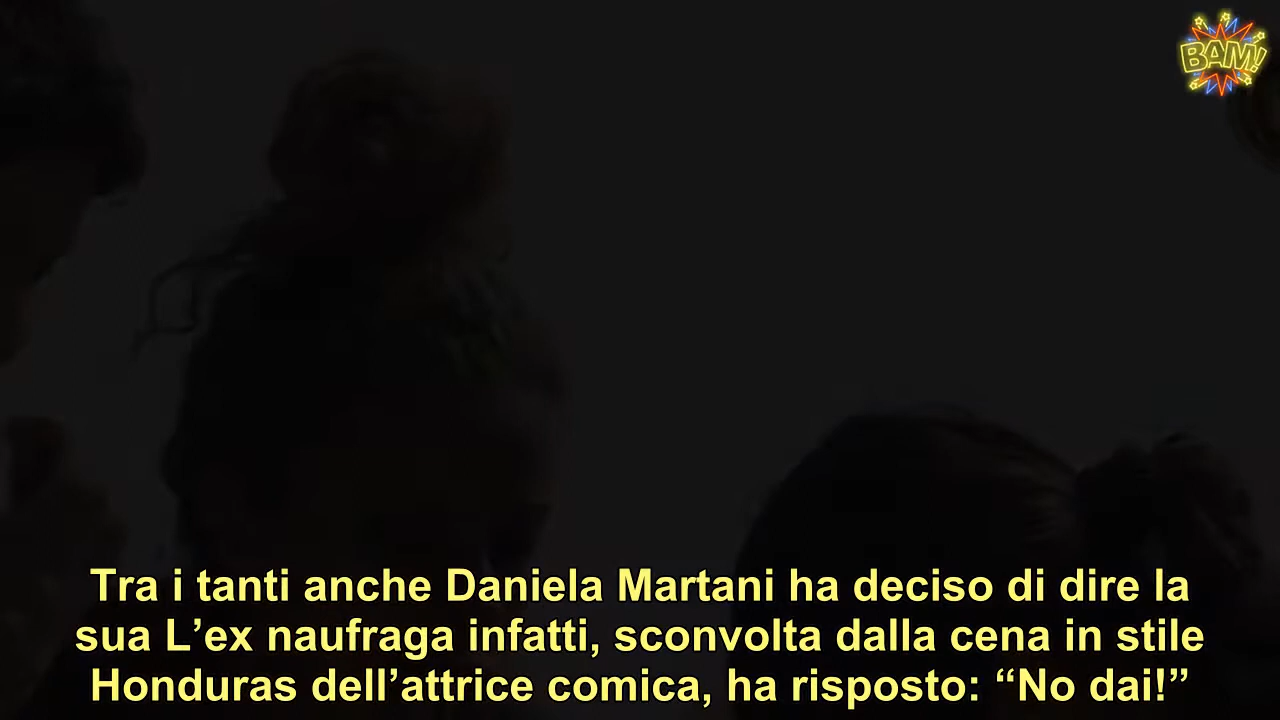 BAM!
Tra i tanti anche Daniela Martani ha deciso di dire la
sua L’ex naufraga infatti, sconvolta dalla cena in stile
Honduras dell’attrice comica, ha risposto: “No dai!”